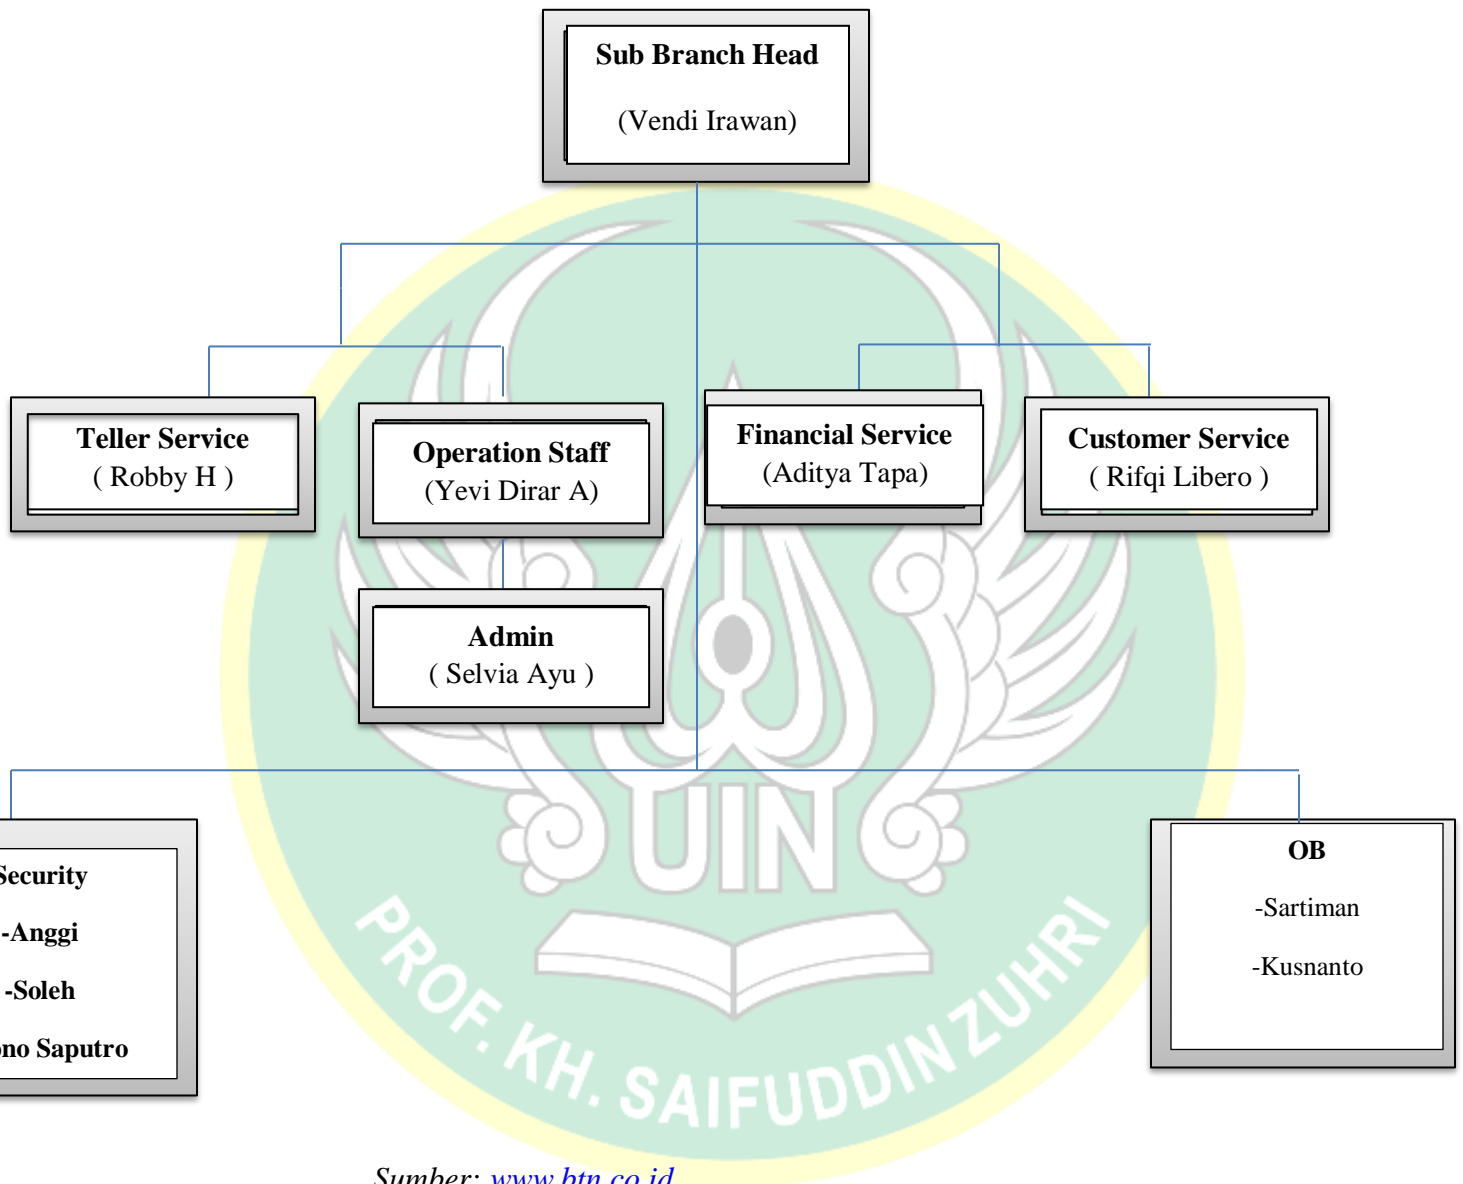 Sub Branch Head
(Vendi Irawan)
Teller Service
( Robby H )
Operation Staff
(Yevi Dirar A)
Financial Service
(Aditya Tapa)
Customer Service
( Rifqi Libero )
Admin
( Selvia Ayu )
Security
-Anggi
-Soleh
Saputro
OB
-Sartiman
-Kusnanto
UIN
PROF. KH. SAIFUDDIN ZUHRI
Sumber: www.btn.co.id